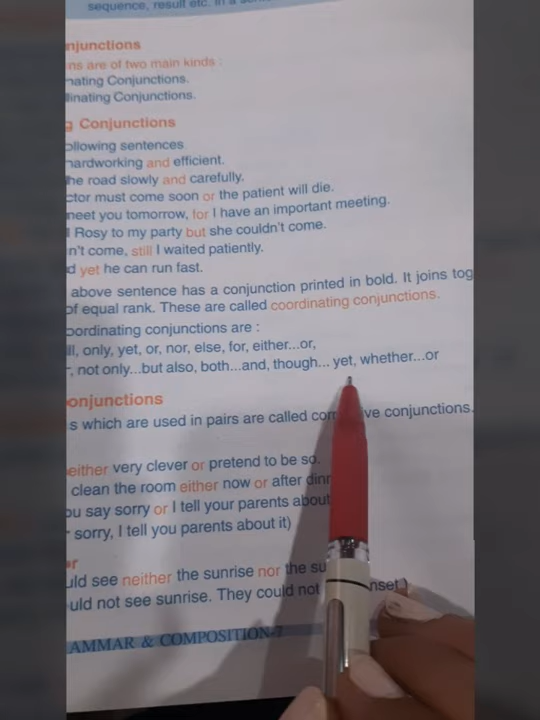 sequence, result etc. In a
njunctions
ns are of two main kinds :
nating Conjunctions.
linating Conjunctions.
g Conjunctions
ollowing sentences
hardworking and efficient.
he road slowly and carefully.
ctor must come soon or the patient will die.
meet you tomorrow, for I have an important meeting.
Rosy to my party but she couldn't come.
n't come, still I waited patiently.
d yet he can run fast.
above sentence has a conjunction printed in bold. It joins tog
of equal rank. These are called coordinating conjunctions.
oordinating conjunctions are :
ill, only, yet, or, nor, else, for, either...or,
, not only...but also, both...and, though... yet, whether...or
onjunctions
s which are used in pairs are called corr ve conjunctions.
either very clever or pretend to be so.
clean the room either now or after dinn
ou say sorry or I tell your parents about
sorry, I tell you parents about it)
or
uld see neither the sunrise nor the su
uld not see sunrise. They could not nset)
AMMAR & COMPOSITION-7